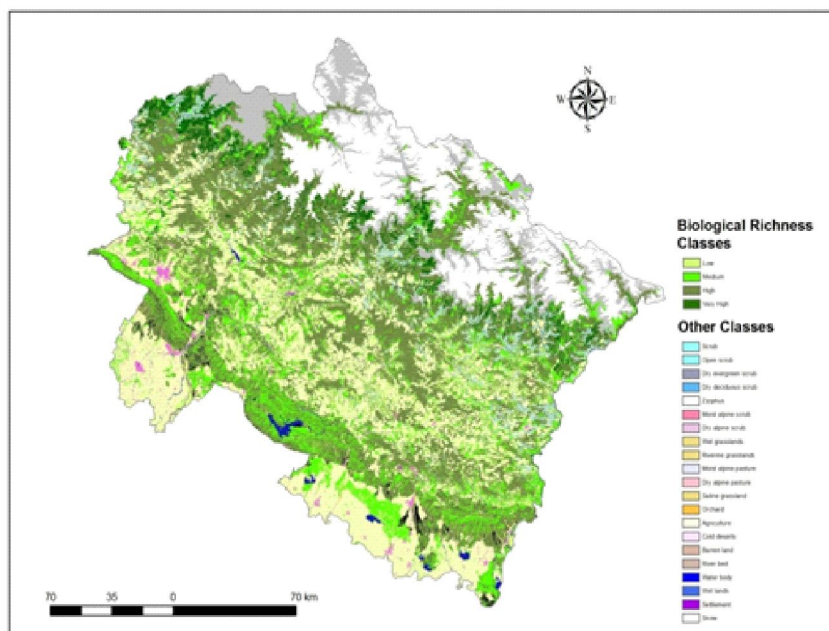 N
W E
S
Biological Richness
Classes
Low
Medium
High
Very High
Other Classes
Scrub
Open scrub
Dry evergreen scrub
Dry deciduous scrub
Moist alpine scrub
Dry alpine scrub
Wet grasslands
Riverine grasslands
Moist alpine pasture
Dry alpine pasture
Saline grassland
Orchard
Agriculture
Cold deserts
Barren land
River bed
Water body
Wet lands
Settlement
Snow
70 35 0 70 km